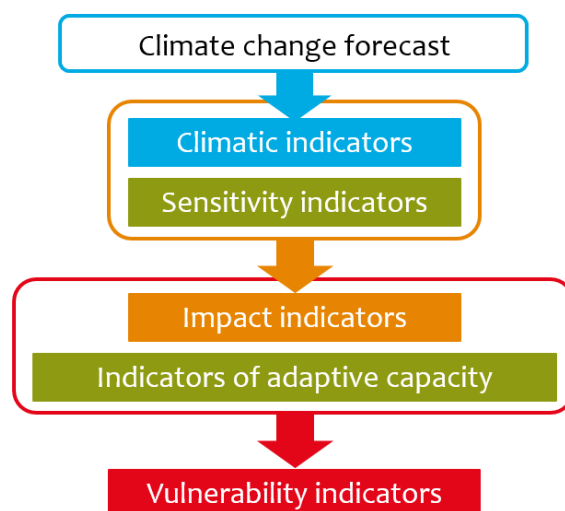 Climate change forecast
Climatic indicators
Sensitivity indicators
Impact indicators
Indicators of adaptive capacity
Vulnerability indicators